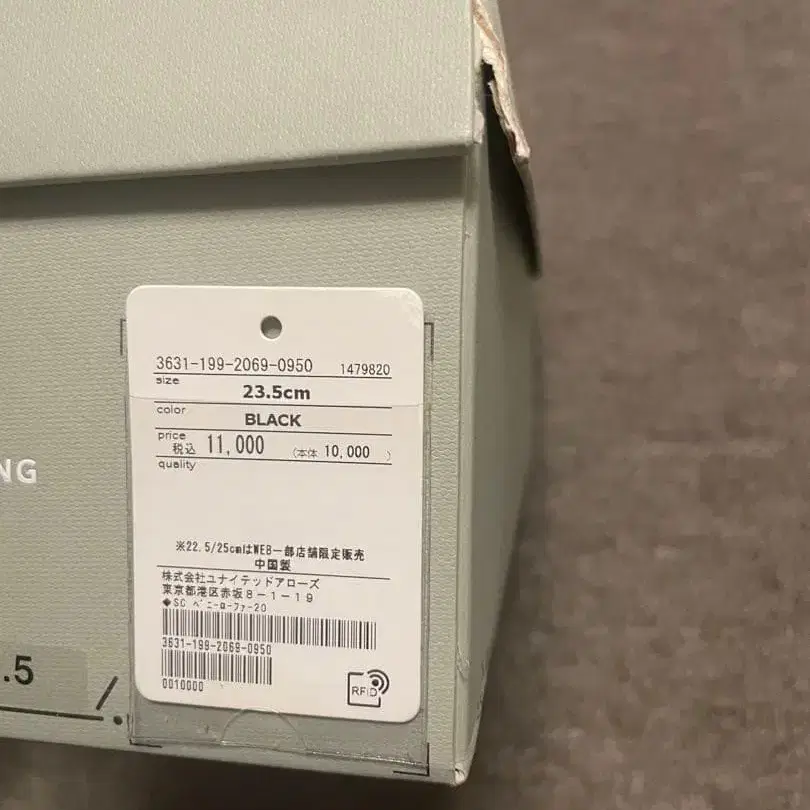 3631-199-2069-0950 1479820
size
23.5cm
color
BLACK
price
税込 11,000 (本体 10,000 )
quality
※22.5/25cmはWEB一部店舗限定販売
中国製
株式会社ユナイテッドアローズ
東京都港区赤坂8-1-19
◆SC ペニーローファー20
3631-199-2069-0950
0010000
RFID
NG
.5